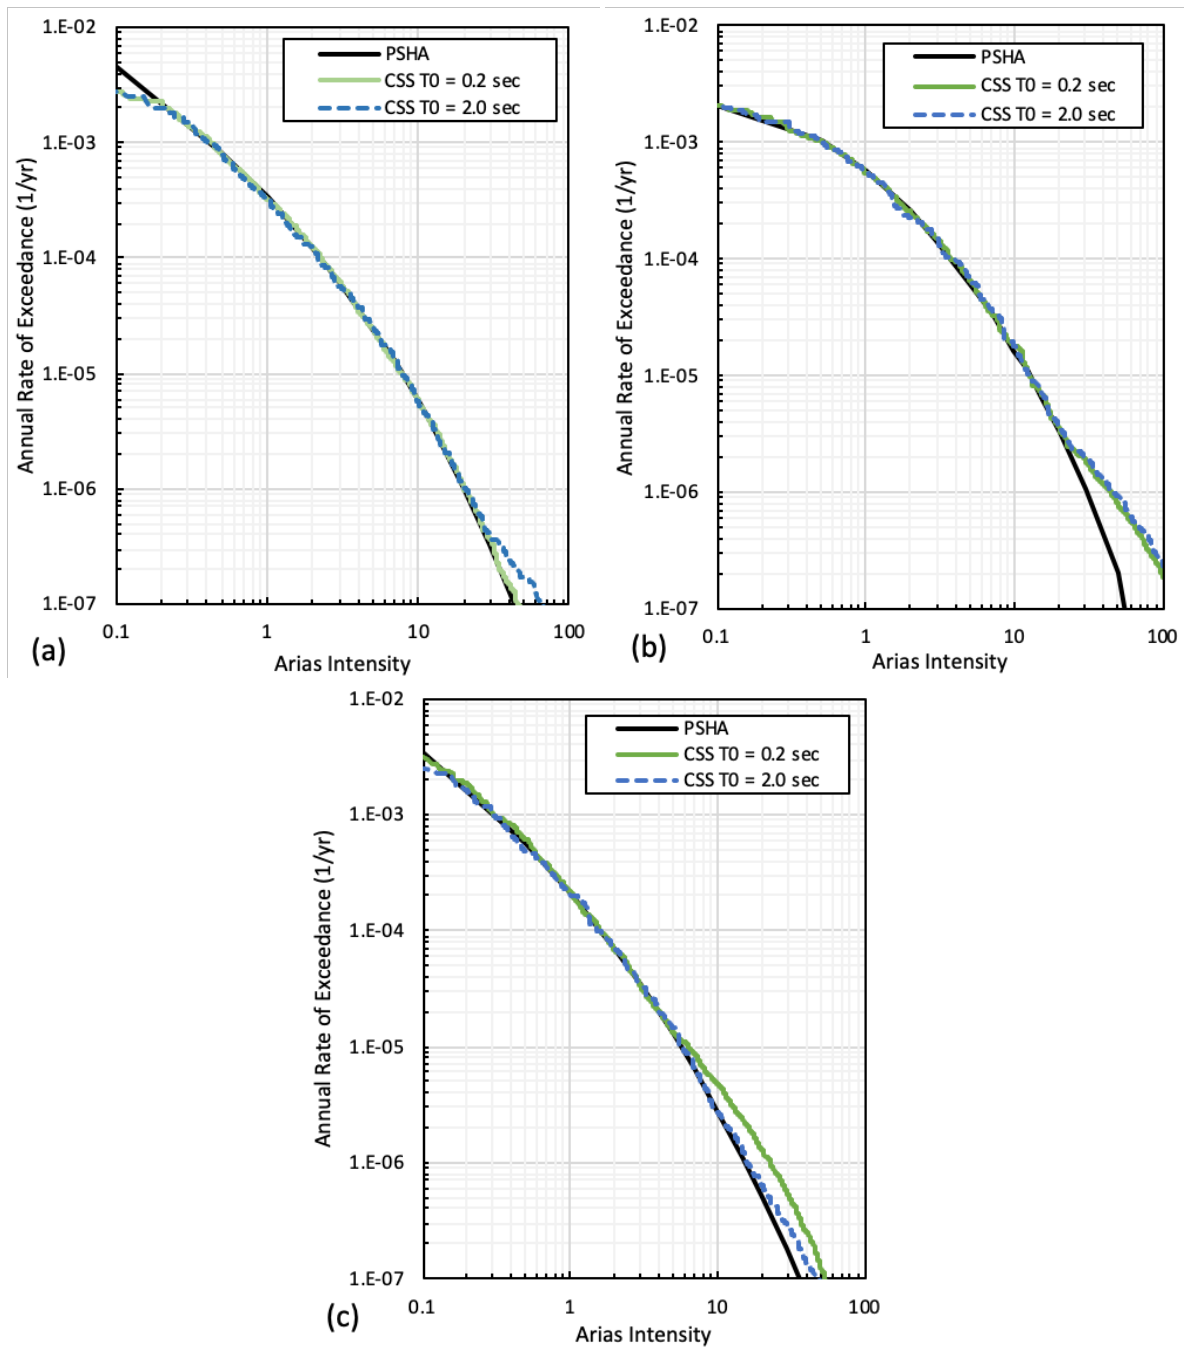 1.E-02
1.E-03
1.E-04
1.E-05
1.E-06
1.E-07
Annual Rate of Exceedance (1/yr)
PSHA
CSS T0 = 0.2 sec
CSS T0 = 2.0 sec
0.1 1 10 100
Arias Intensity
(a)
1.E-02
1.E-03
1.E-04
1.E-05
1.E-06
1.E-07
Annual Rate of Exceedance (1/yr)
PSHA
CSS T0 = 0.2 sec
CSS T0 = 2.0 sec
0.1 1 10 100
Arias Intensity
(b)
1.E-02
1.E-03
1.E-04
1.E-05
1.E-06
1.E-07
Annual Rate of Exceedance (1/yr)
PSHA
CSS T0 = 0.2 sec
CSS T0 = 2.0 sec
0.1 1 10 100
Arias Intensity
(c)